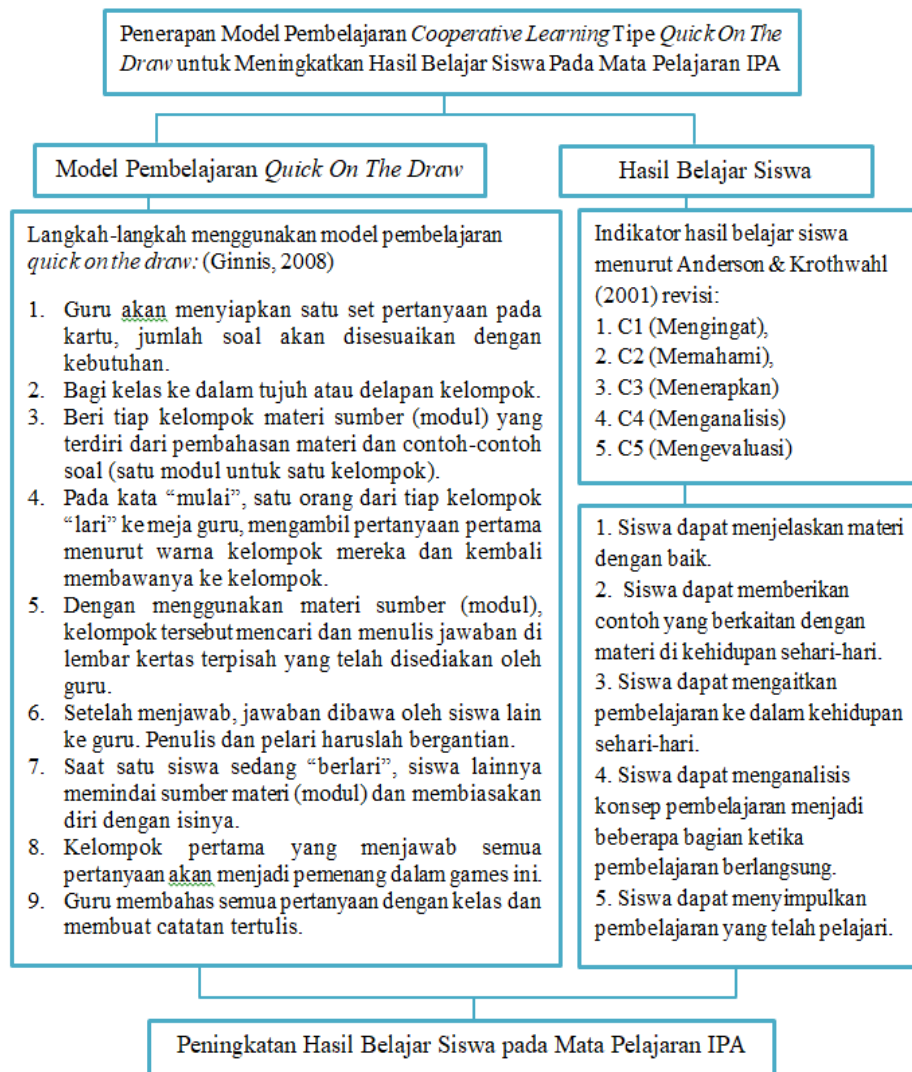 Penerapan Model Pembelajaran Cooperative Learning Tipe Quick On The
Draw untuk Meningkatkan Hasil Belajar Siswa Pada Mata Pelajaran IPA
Model Pembelajaran Quick On The Draw
Hasil Belajar Siswa
Langkah-langkah menggunakan model pembelajaran
quick on the draw: (Ginnis, 2008)
1. Guru akan menyiapkan satu set pertanyaan pada
kartu, jumlah soal akan disesuaikan dengan
kebutuhan.
2. Bagi kelas ke dalam tujuh atau delapan kelompok.
3. Beri tiap kelompok materi sumber (modul) yang
terdiri dari pembahasan materi dan contoh-contoh
soal (satu modul untuk satu kelompok).
4. Pada kata “mulai”, satu orang dari tiap kelompok
“lari” ke meja guru, mengambil pertanyaan pertama
menurut warna kelompok mereka dan kembali
membawanya ke kelompok.
5. Dengan menggunakan materi sumber (modul),
kelompok tersebut mencari dan menulis jawaban di
lembar kertas terpisah yang telah disediakan oleh
guru.
6. Setelah menjawab, jawaban dibawa oleh siswa lain
ke guru. Penulis dan pelari haruslah bergantian.
7. Saat satu siswa sedang “berlari”, siswa lainnya
memindai sumber materi (modul) dan membiasakan
diri dengan isinya.
8. Kelompok pertama yang menjawab semua
pertanyaan akan menjadi pemenang dalam games ini.
9. Guru membahas semua pertanyaan dengan kelas dan
membuat catatan tertulis.
Indikator hasil belajar siswa
menurut Anderson & Krothwahl
(2001) revisi:
1. C1 (Mengingat),
2. C2 (Memahami),
3. C3 (Menerapkan)
4. C4 (Menganalisis)
5. C5 (Mengevaluasi)
1. Siswa dapat menjelaskan materi
dengan baik.
2. Siswa dapat memberikan
contoh yang berkaitan dengan
materi di kehidupan sehari-hari.
3. Siswa dapat mengaitkan
pembelajaran ke dalam kehidupan
sehari-hari.
4. Siswa dapat menganalisis
konsep pembelajaran menjadi
beberapa bagian ketika
pembelajaran berlangsung.
5. Siswa dapat menyimpulkan
pembelajaran yang telah pelajari.
Peningkatan Hasil Belajar Siswa pada Mata Pelajaran IPA